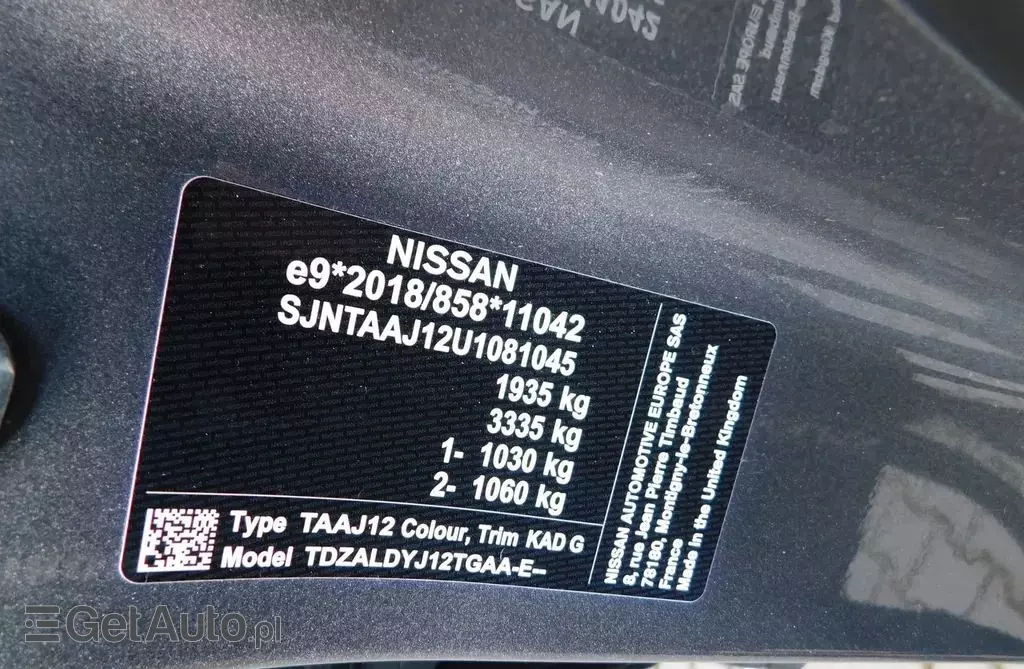 NISSAN
e9*2018/858*11042
SJNTAAJ12U1081045
1935 kg
3335 kg
1- 1030 kg
2- 1060 kg
Type TAAJ12 Colour, Trim KAD G
Model TDZALDYJ12TGAA-E--
NISSAN AUTOMOTIVE EUROPE SAS
8, rue Jean Pierre Timbaud
78180, Montigny-le-Bretonneux
France
Made in the United Kingdom
GetAuto.pl